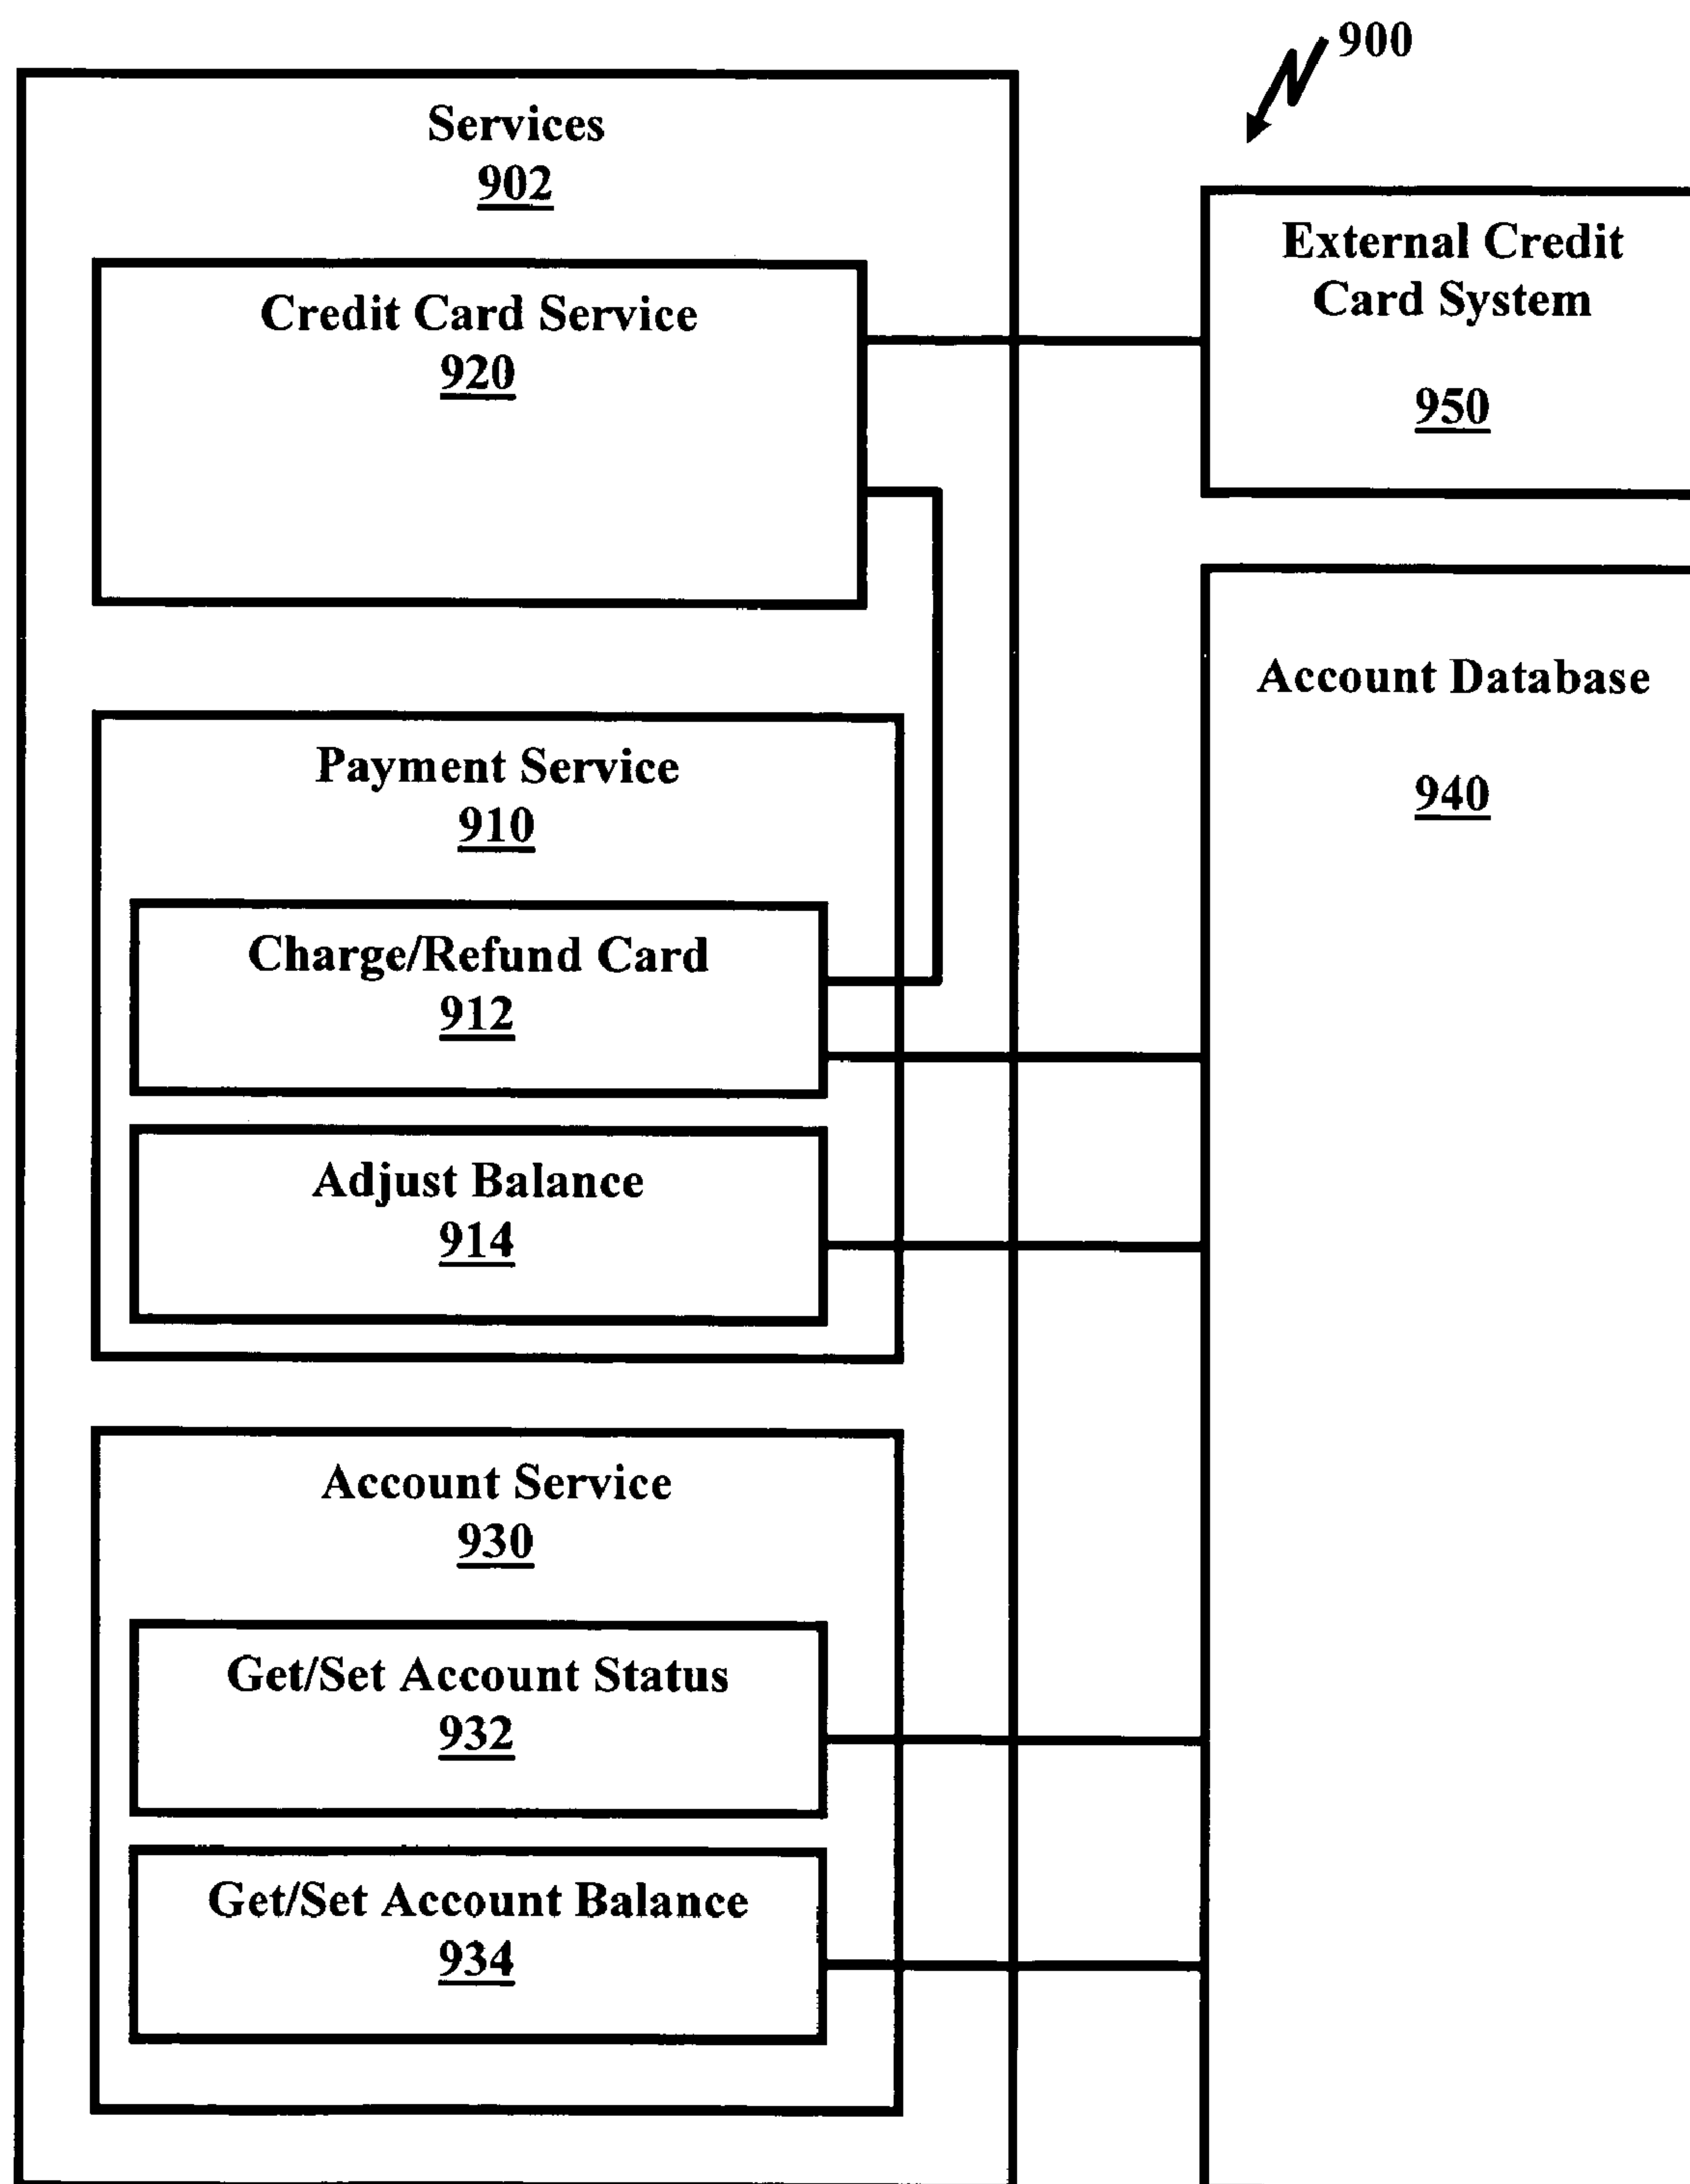 900
Services
902
Credit Card Service
920
External Credit
Card System
950
Payment Service
910
Charge/Refund Card
912
Adjust Balance
914
Account Database
940
Account Service
930
Get/Set Account Status
932
Get/Set Account Balance
934